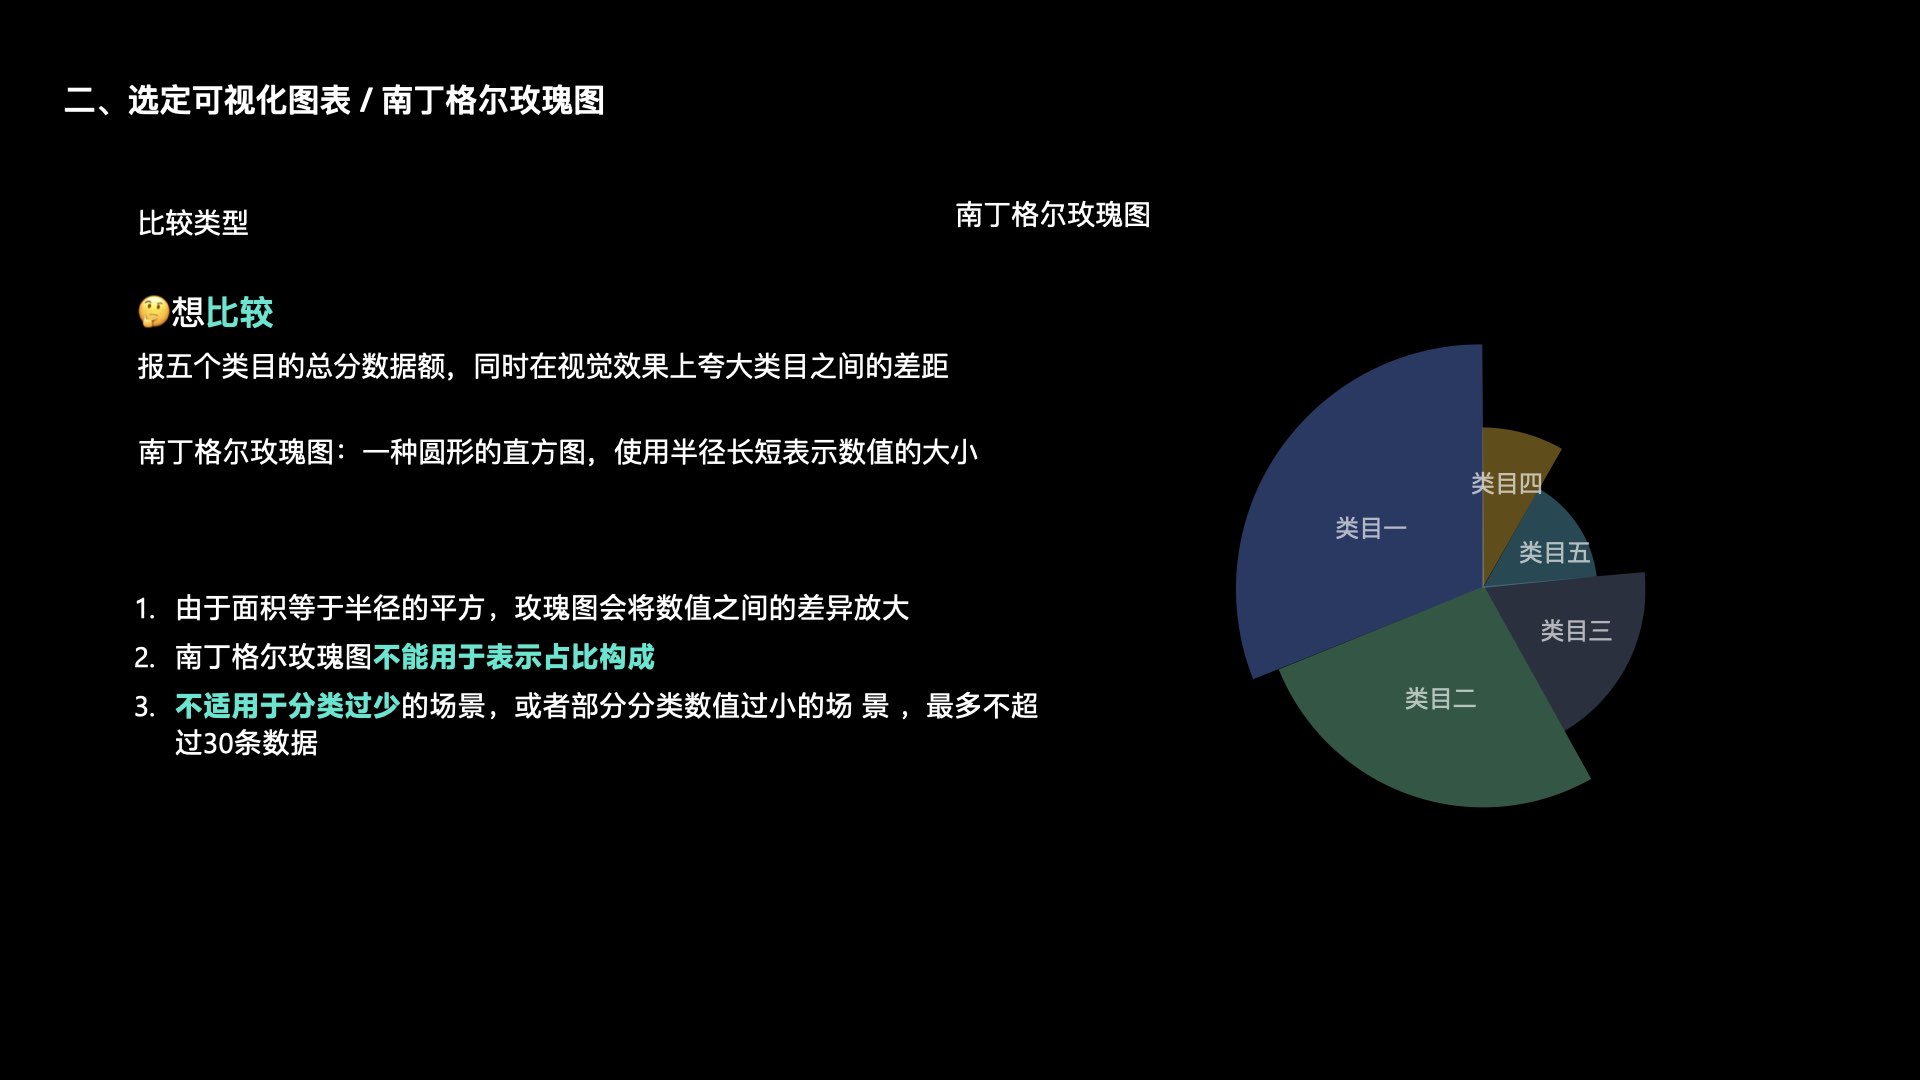 二、选定可视化图表 / 南丁格尔玫瑰图
比较类型
🤔想比较
报五个类目的总分数据额，同时在视觉效果上夸大类目之间的差距
南丁格尔玫瑰图：一种圆形的直方图，使用半径长短表示数值的大小
1. 由于面积等于半径的平方，玫瑰图会将数值之间的差异放大
2. 南丁格尔玫瑰图不能用于表示占比构成
3. 不适用于分类过少的场景，或者部分分类数值过小的场 景 ，最多不超
过30条数据
南丁格尔玫瑰图
类目四
类目一
类目五
类目三
类目二